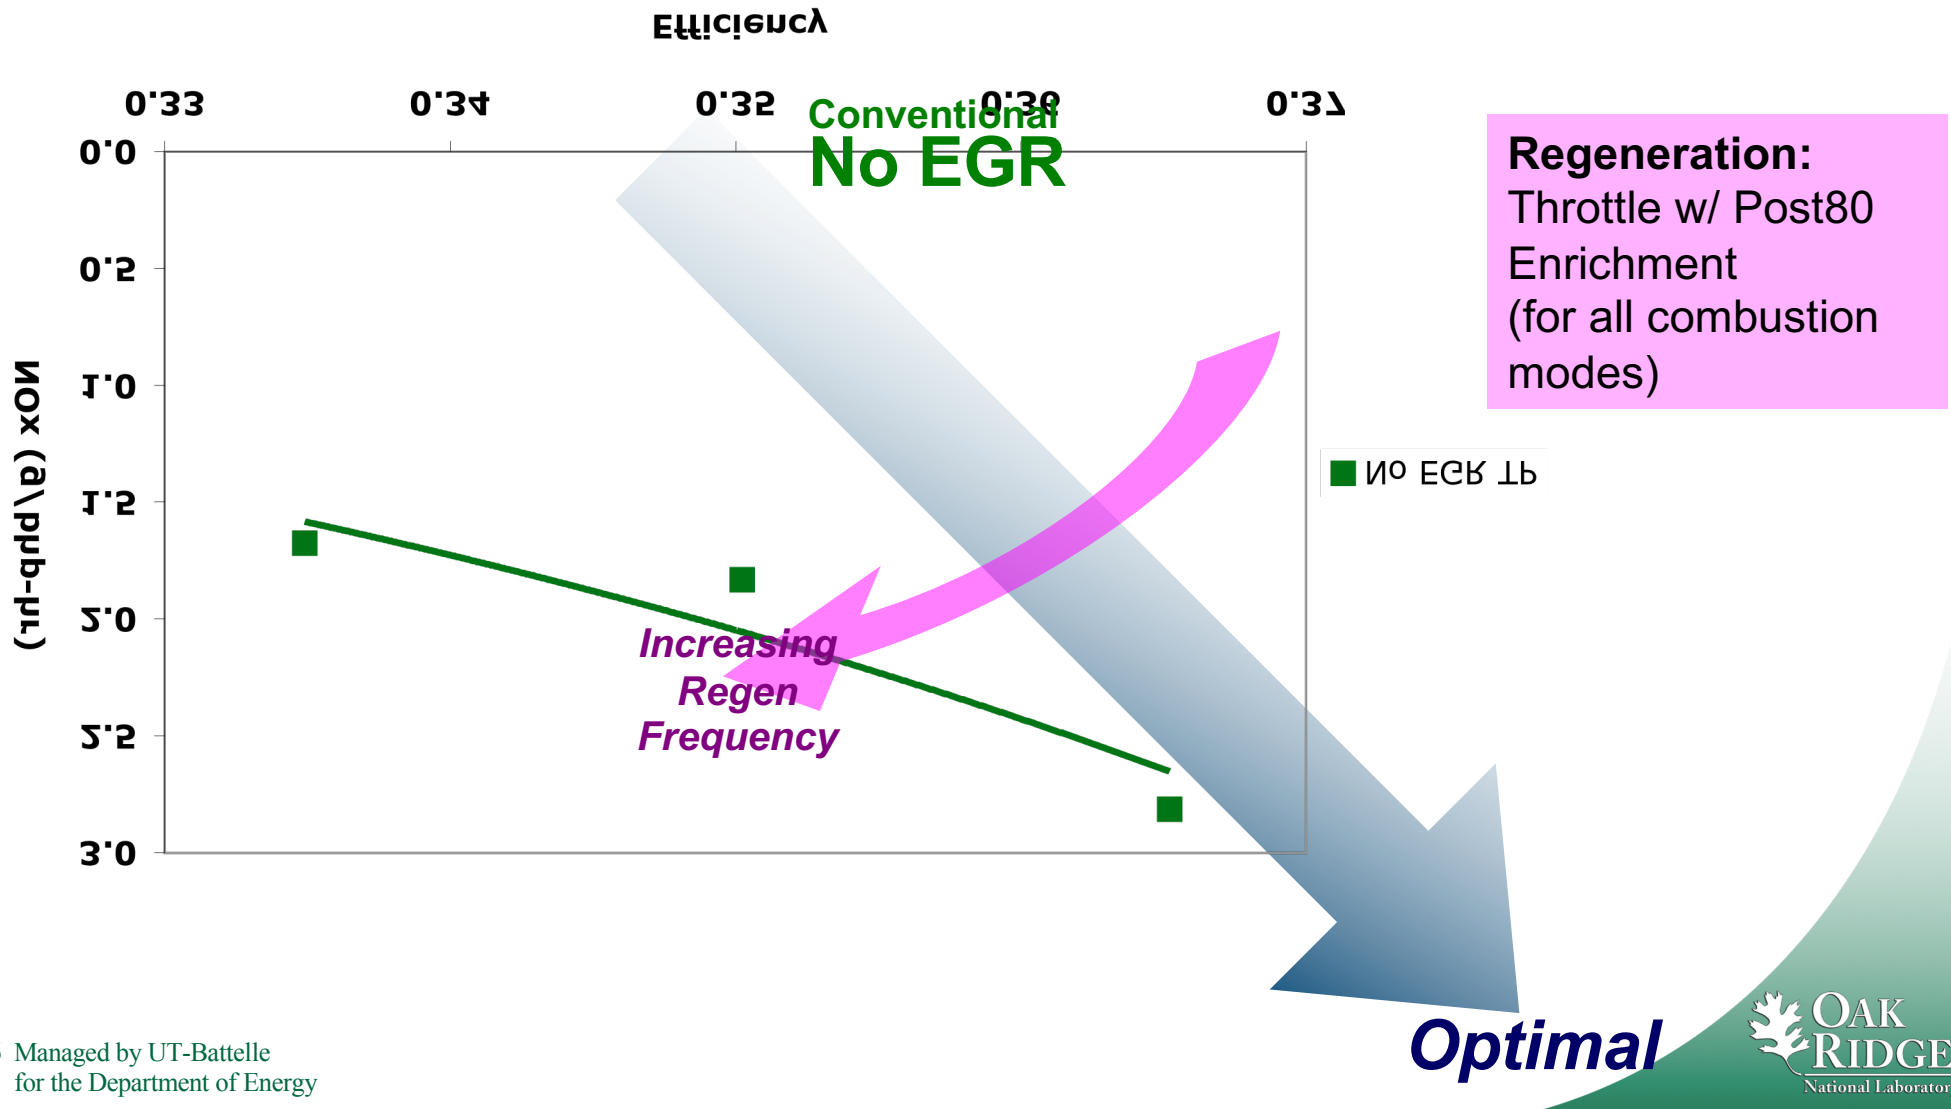 Efficiency
0.33 0.34 0.35 0.36 0.37
Conventional
No EGR
0.0
0.5
1.0
1.5
2.0
2.5
3.0
NOx (g/bhp-hr)
Regeneration:
Throttle w/ Post80
Enrichment
(for all combustion
modes)
No EGR TP
Increasing
Regen
Frequency
Optimal
Managed by UT-Battelle
for the Department of Energy
OAK
RIDGE
National Laborator